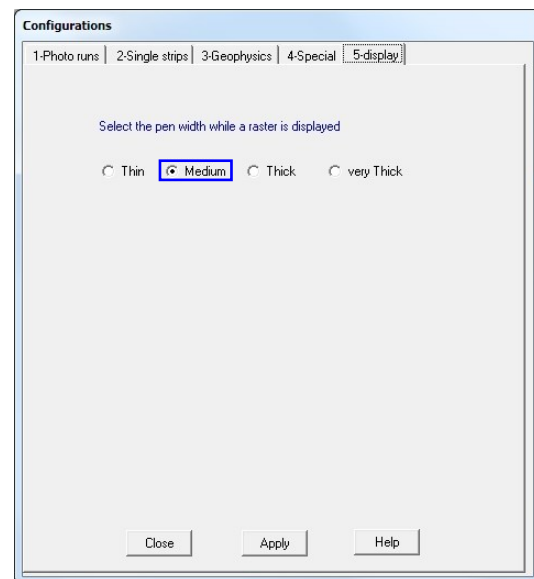 Configurations
1-Photo runs 2-Single strips 3-Geophysics 4-Special 5-display
Select the pen width while a raster is displayed
Thin Medium Thick very Thick
Close Apply Help